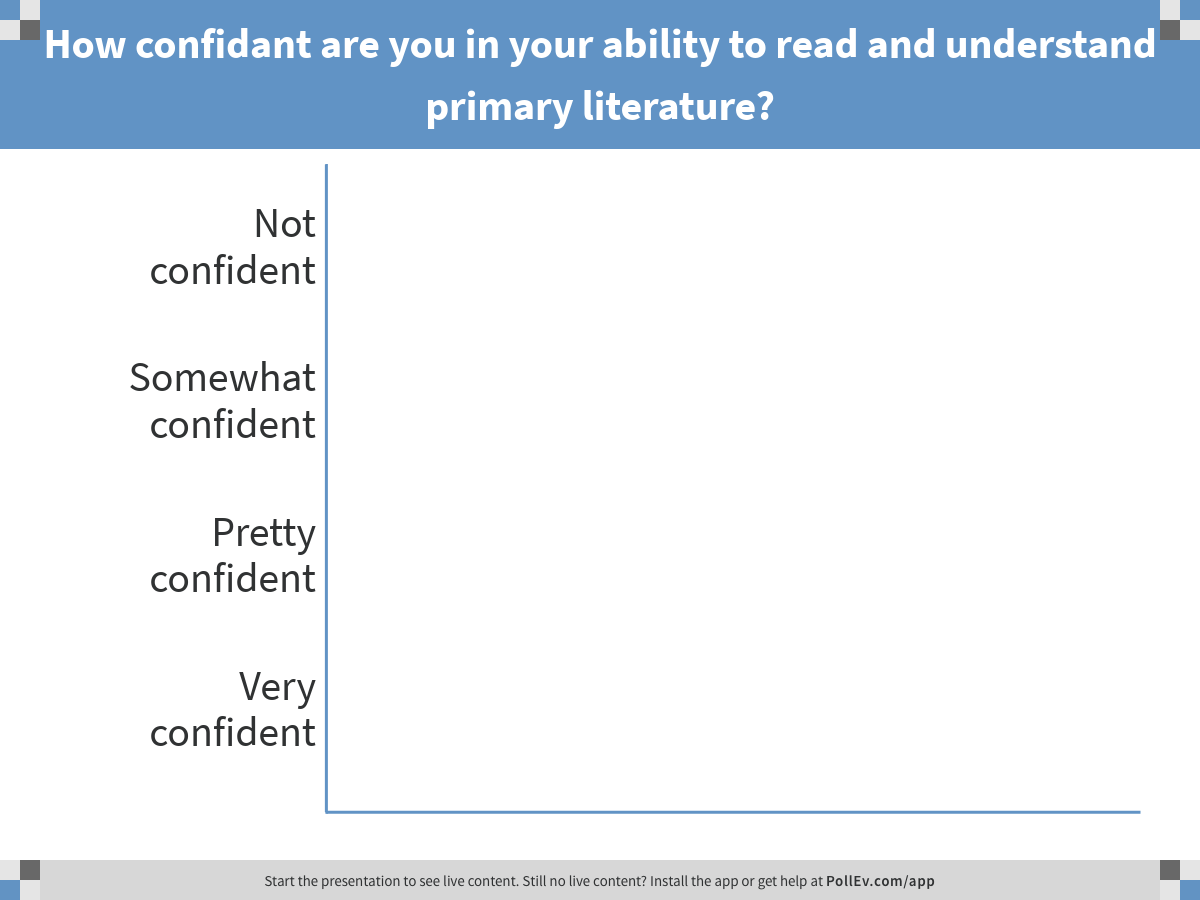 How confidant are you in your ability to read and understand
primary literature?
Not
confident
Somewhat
confident
Pretty
confident
Very
confident
Start the presentation to see live content. Still no live content? Install the app or get help at PollEv.com/app